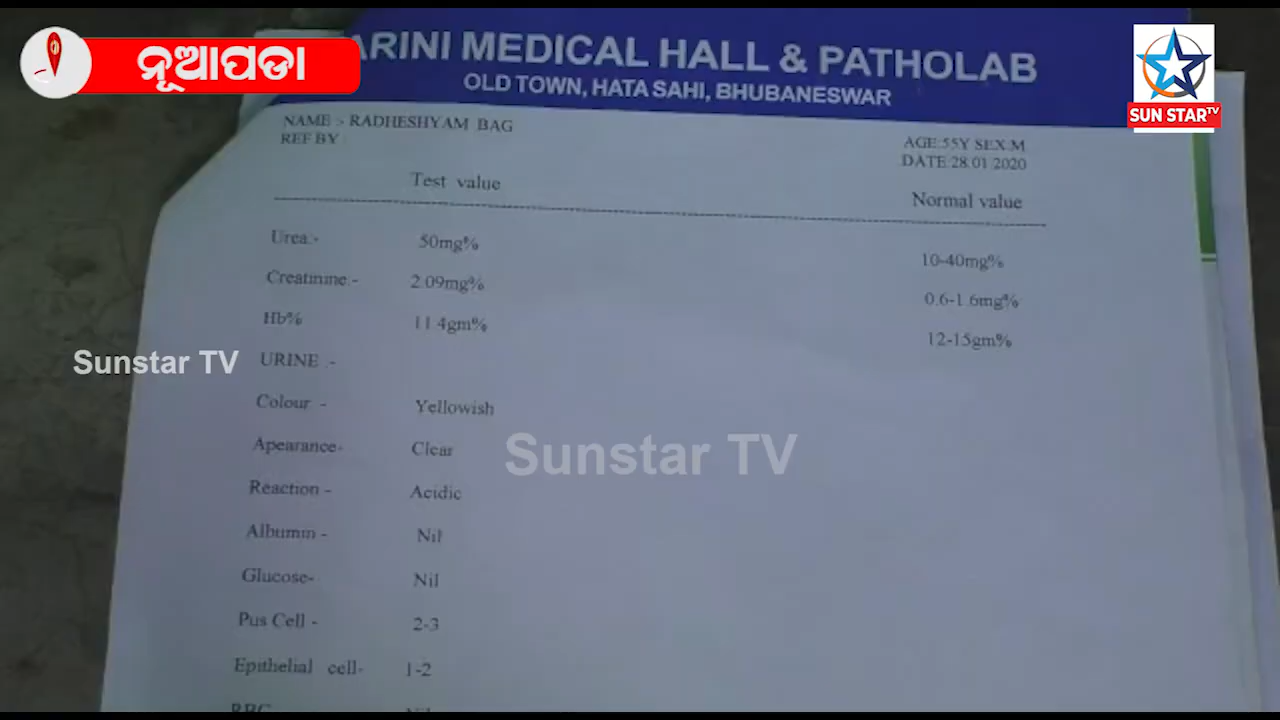 ନୂଆପଡା
ARINI MEDICAL HALL & PATHOLAB
OLD TOWN, HATA SAHI, BHUBANESWAR
SUN STAR TV
NAME :- RADHESHYAM BAG
REF BY :
AGE:55Y SEX:M
DATE:28.01.2020
Test value Normal value
Urea:- 50mg% 10-40mg%
Creatinine:- 2.09mg% 0.6-1.6mg%
Hb% 11.4gm% 12-15gm%
Sunstar TV
URINE :-
Colour - Yellowish
Apearance- Clear
Sunstar TV
Reaction - Acidic
Albumin - Nil
Glucose- Nil
Pus Cell - 2-3
Epithelial cell- 1-2
RBC Nil